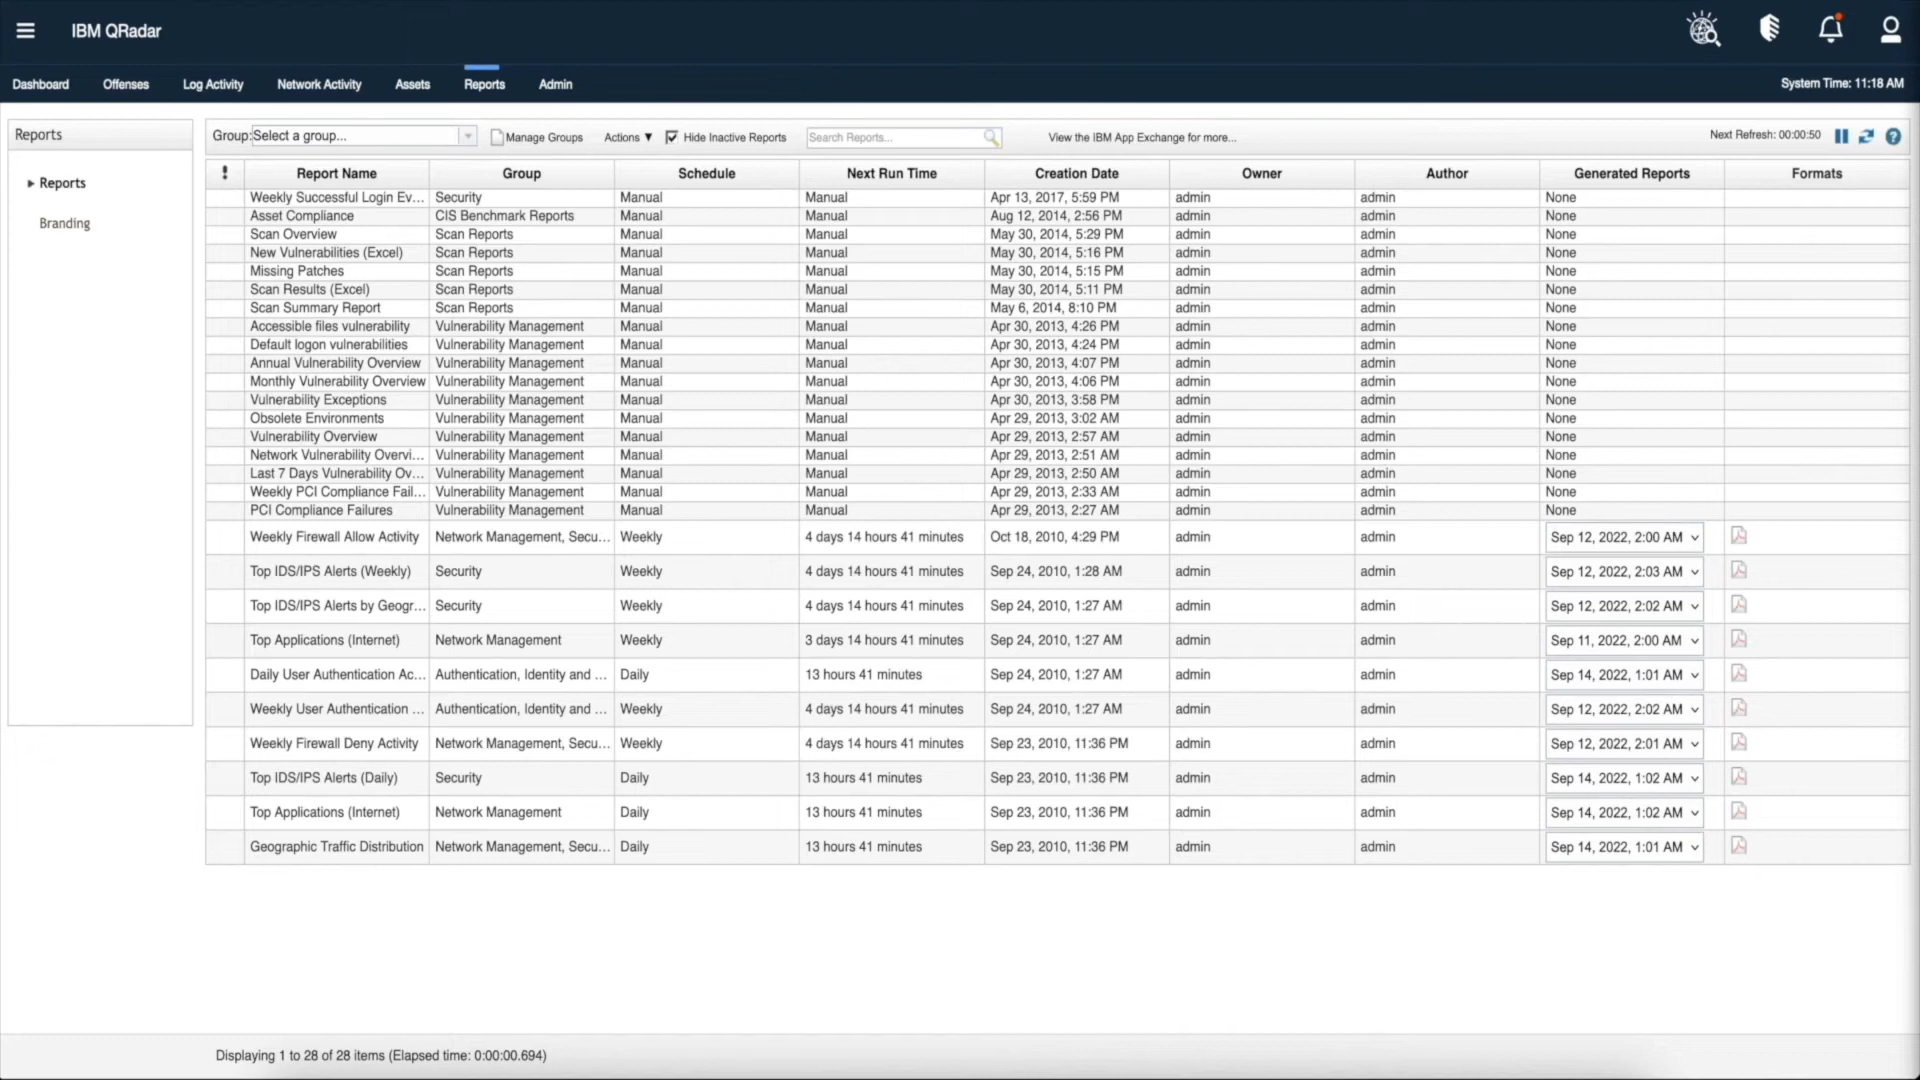 IBM QRadar
Dashboard Offenses Log Activity Network Activity Assets Reports Admin System Time: 11:18 AM
Reports
Reports
Branding
Group: Select a group... Manage Groups Actions ▼ Hide Inactive Reports Search Reports... View the IBM App Exchange for more... Next Refresh: 00:00:50
! Report Name Group Schedule Next Run Time Creation Date Owner Author Generated Reports Formats
Weekly Successful Login Ev... Security Manual Manual Apr 13, 2017, 5:59 PM admin admin None
Asset Compliance CIS Benchmark Reports Manual Manual Aug 12, 2014, 2:56 PM admin admin None
Scan Overview Scan Reports Manual Manual May 30, 2014, 5:29 PM admin admin None
New Vulnerabilities (Excel) Scan Reports Manual Manual May 30, 2014, 5:16 PM admin admin None
Missing Patches Scan Reports Manual Manual May 30, 2014, 5:15 PM admin admin None
Scan Results (Excel) Scan Reports Manual Manual May 30, 2014, 5:11 PM admin admin None
Scan Summary Report Scan Reports Manual Manual May 6, 2014, 8:10 PM admin admin None
Accessible files vulnerability Vulnerability Management Manual Manual Apr 30, 2013, 4:26 PM admin admin None
Default logon vulnerabilities Vulnerability Management Manual Manual Apr 30, 2013, 4:24 PM admin admin None
Annual Vulnerability Overview Vulnerability Management Manual Manual Apr 30, 2013, 4:07 PM admin admin None
Monthly Vulnerability Overview Vulnerability Management Manual Manual Apr 30, 2013, 4:06 PM admin admin None
Vulnerability Exceptions Vulnerability Management Manual Manual Apr 30, 2013, 3:58 PM admin admin None
Obsolete Environments Vulnerability Management Manual Manual Apr 29, 2013, 3:02 AM admin admin None
Vulnerability Overview Vulnerability Management Manual Manual Apr 29, 2013, 2:57 AM admin admin None
Network Vulnerability Overvi... Vulnerability Management Manual Manual Apr 29, 2013, 2:51 AM admin admin None
Last 7 Days Vulnerability Ov... Vulnerability Management Manual Manual Apr 29, 2013, 2:50 AM admin admin None
Weekly PCI Compliance Fail... Vulnerability Management Manual Manual Apr 29, 2013, 2:33 AM admin admin None
PCI Compliance Failures Vulnerability Management Manual Manual Apr 29, 2013, 2:27 AM admin admin None
Weekly Firewall Allow Activity Network Management, Secu... Weekly 4 days 14 hours 41 minutes Oct 18, 2010, 4:29 PM admin admin Sep 12, 2022, 2:00 AM
Top IDS/IPS Alerts (Weekly) Security Weekly 4 days 14 hours 41 minutes Sep 24, 2010, 1:28 AM admin admin Sep 12, 2022, 2:03 AM
Top IDS/IPS Alerts by Geogr... Security Weekly 4 days 14 hours 41 minutes Sep 24, 2010, 1:27 AM admin admin Sep 12, 2022, 2:02 AM
Top Applications (Internet) Network Management Weekly 3 days 14 hours 41 minutes Sep 24, 2010, 1:27 AM admin admin Sep 11, 2022, 2:00 AM
Daily User Authentication Ac... Authentication, Identity and ... Daily 13 hours 41 minutes Sep 24, 2010, 1:27 AM admin admin Sep 14, 2022, 1:01 AM
Weekly User Authentication ... Authentication, Identity and ... Weekly 4 days 14 hours 41 minutes Sep 24, 2010, 1:27 AM admin admin Sep 12, 2022, 2:02 AM
Weekly Firewall Deny Activity Network Management, Secu... Weekly 4 days 14 hours 41 minutes Sep 23, 2010, 11:36 PM admin admin Sep 12, 2022, 2:01 AM
Top IDS/IPS Alerts (Daily) Security Daily 13 hours 41 minutes Sep 23, 2010, 11:36 PM admin admin Sep 14, 2022, 1:02 AM
Top Applications (Internet) Network Management Daily 13 hours 41 minutes Sep 23, 2010, 11:36 PM admin admin Sep 14, 2022, 1:02 AM
Geographic Traffic Distribution Network Management, Secu... Daily 13 hours 41 minutes Sep 23, 2010, 11:36 PM admin admin Sep 14, 2022, 1:01 AM
Displaying 1 to 28 of 28 items (Elapsed time: 0:00:00.694)